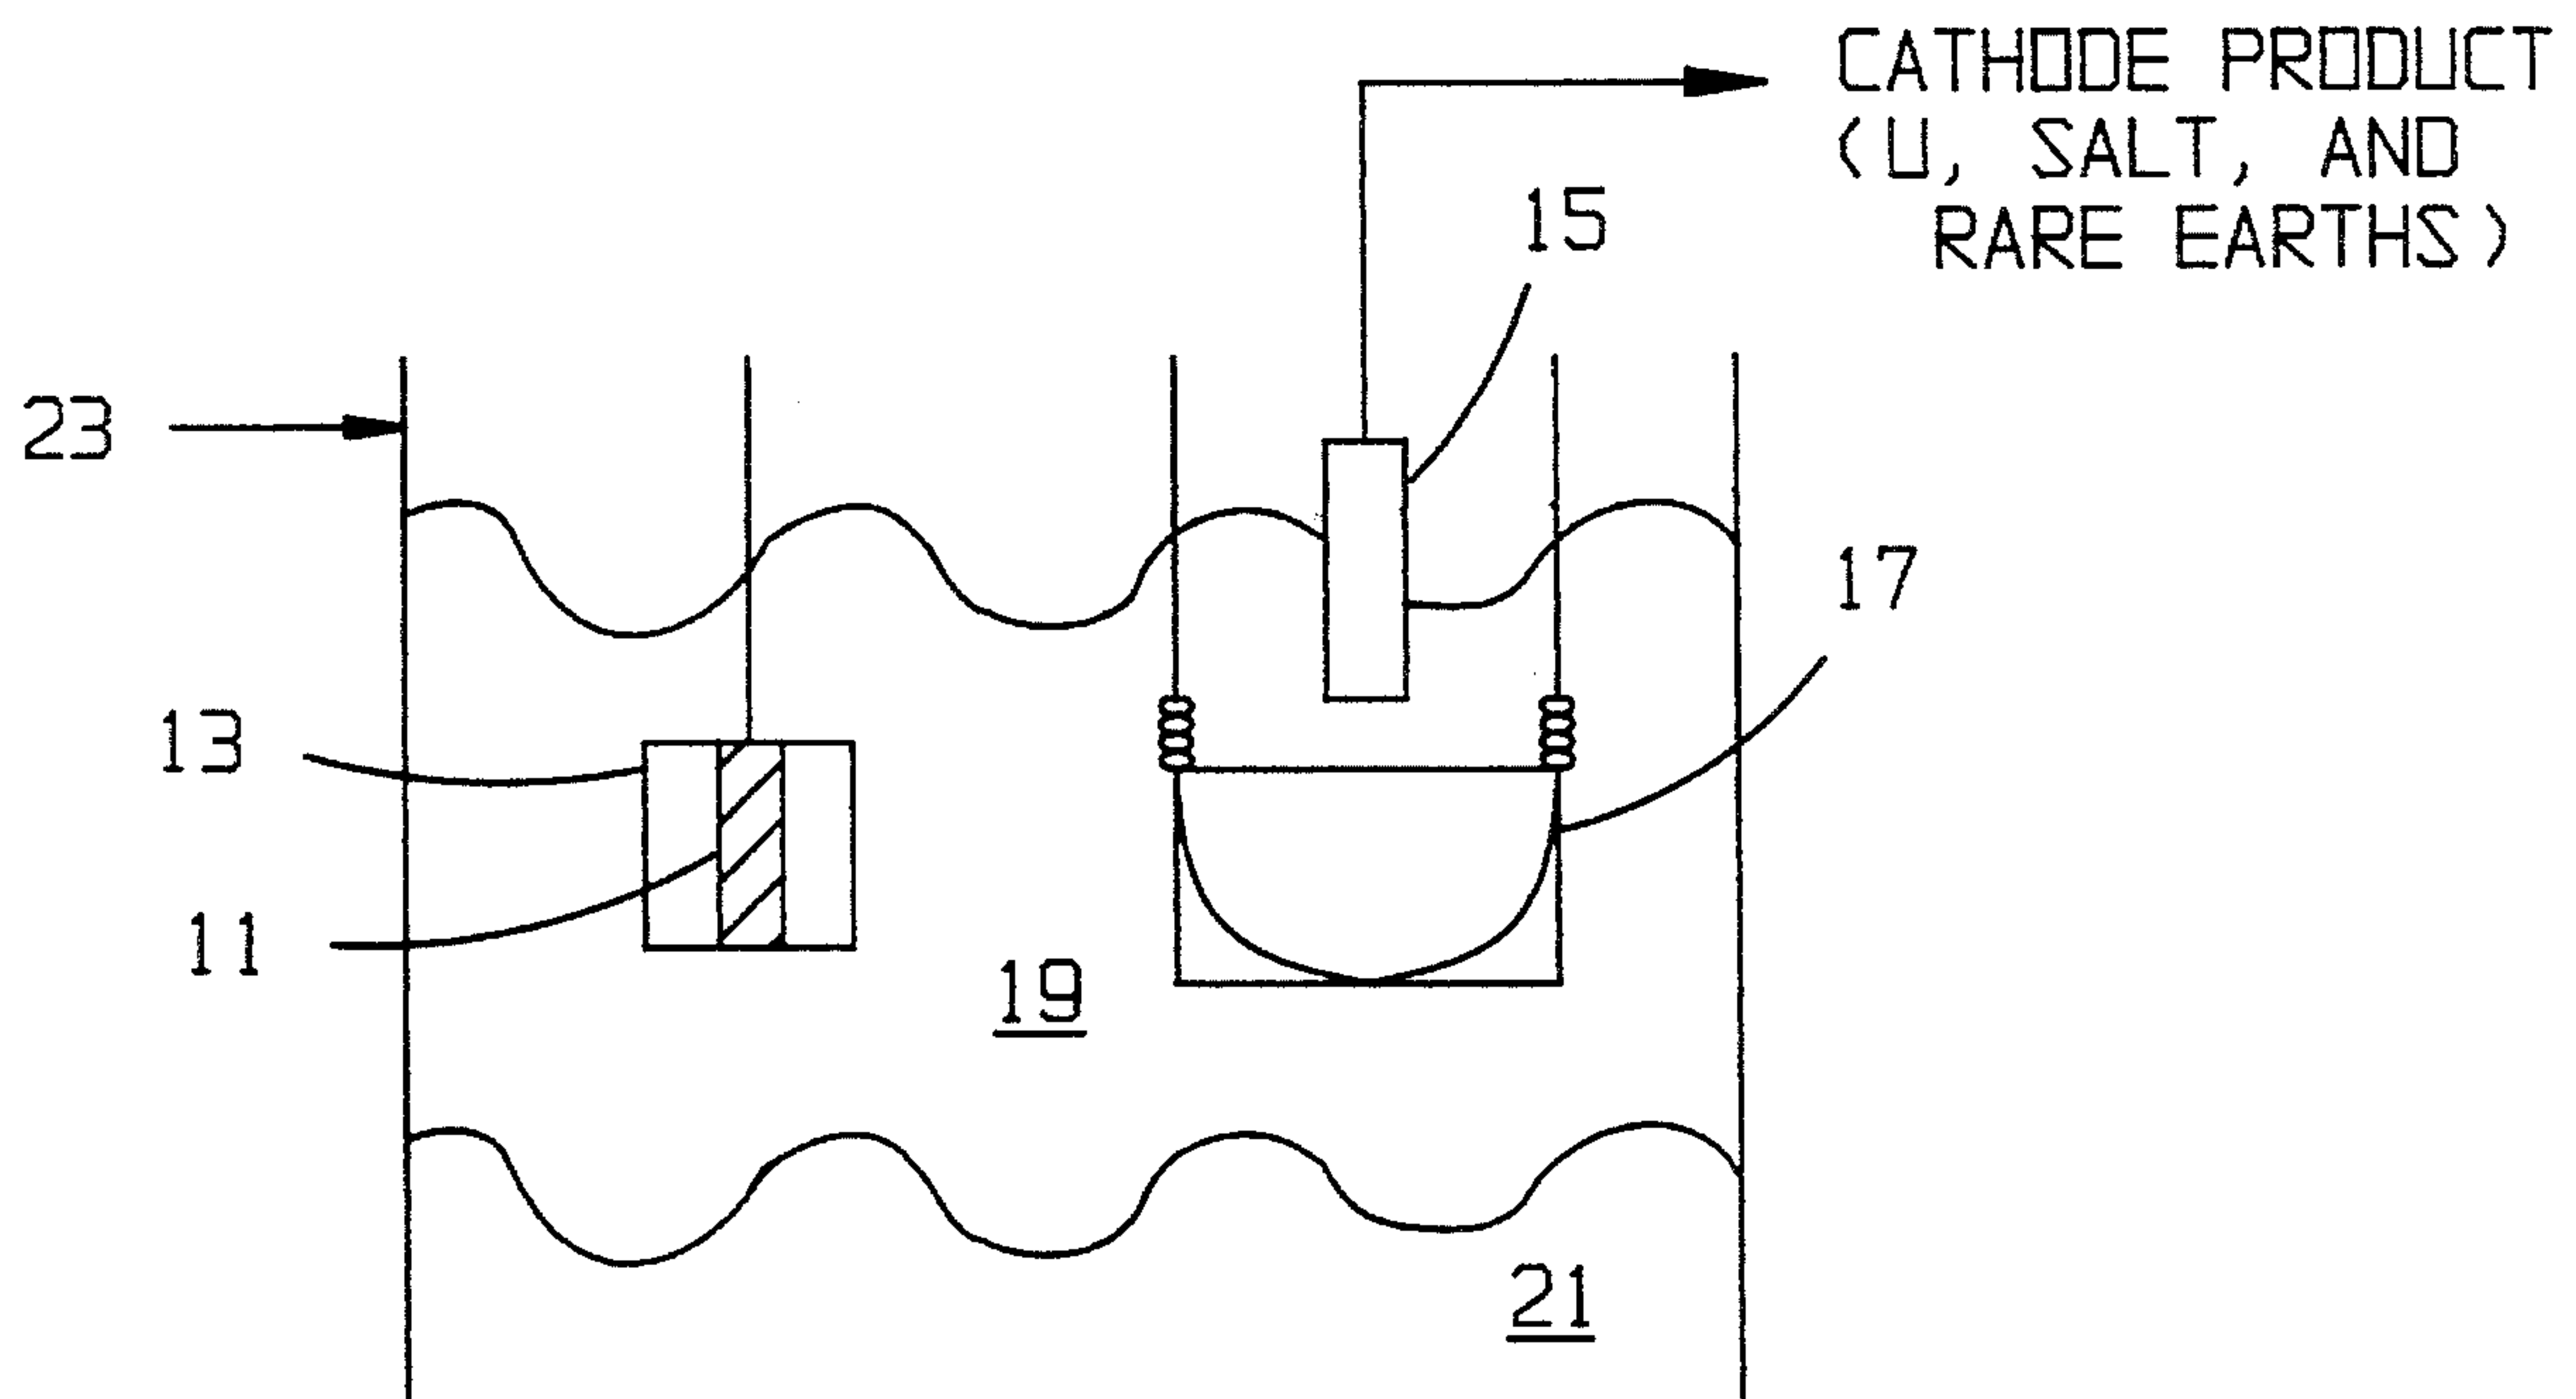 CATHODE PRODUCT
(U, SALT, AND
RARE EARTHS)
15
23
17
13
11
19
21